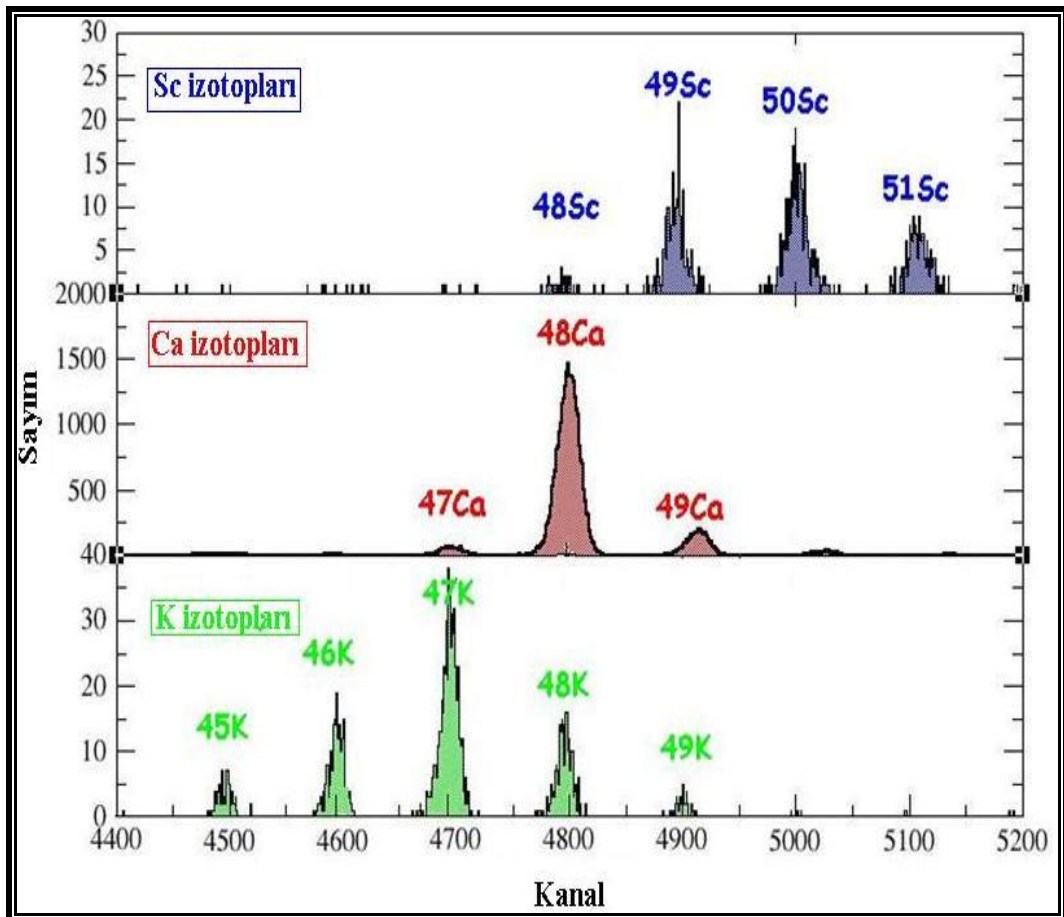 30
25
20
15
10
5
Sc izotopları
48Sc
49Sc
50Sc
51Sc
2000
1500
1000
500
Ca izotopları
47Ca
48Ca
49Ca
Sayım
40
30
20
10
0
K izotopları
45K
46K
47K
48K
49K
4400 4500 4600 4700 4800 4900 5000 5100 5200
Kanal